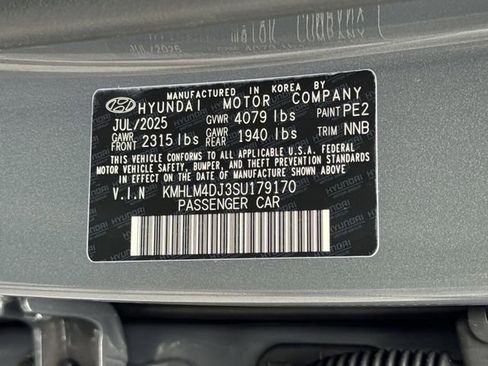 MANUFACTURED IN KOREA BY
HYUNDAI MOTOR COMPANY
JUL/2025 GVWR 4079 lbs PAINT PE2
GAWR FRONT 2315 lbs GAWR REAR 1940 lbs TRIM NNB
THIS VEHICLE CONFORMS TO ALL APPLICABLE U.S.A. FEDERAL
MOTOR VEHICLE SAFETY, BUMPER, AND THEFT PREVENTION
STANDARDS IN EFFECT ON THE DATE OF MANUFACTURE SHOWN ABOVE.
V.I.N KMHLM4DJ3SU179170
PASSENGER CAR